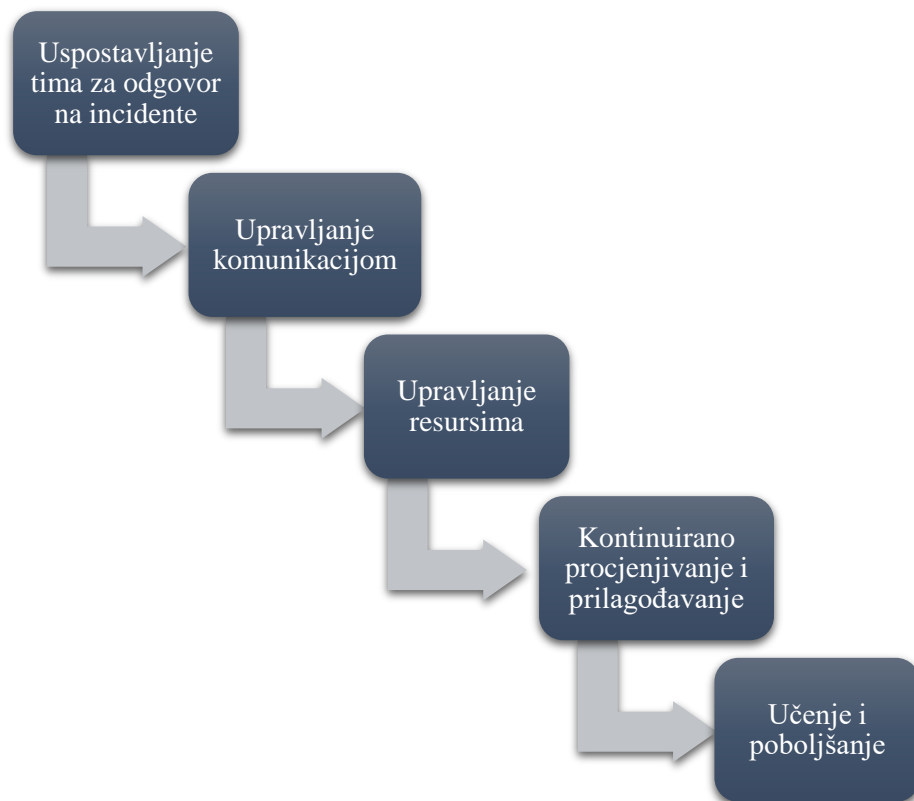 Uspostavljanje
tima za odgovor
na incidente
Upravljanje
komunikacijom
Upravljanje
resursima
Kontinuirano
procjenjivanje i
prilagođavanje
Učenje i
poboljšanje